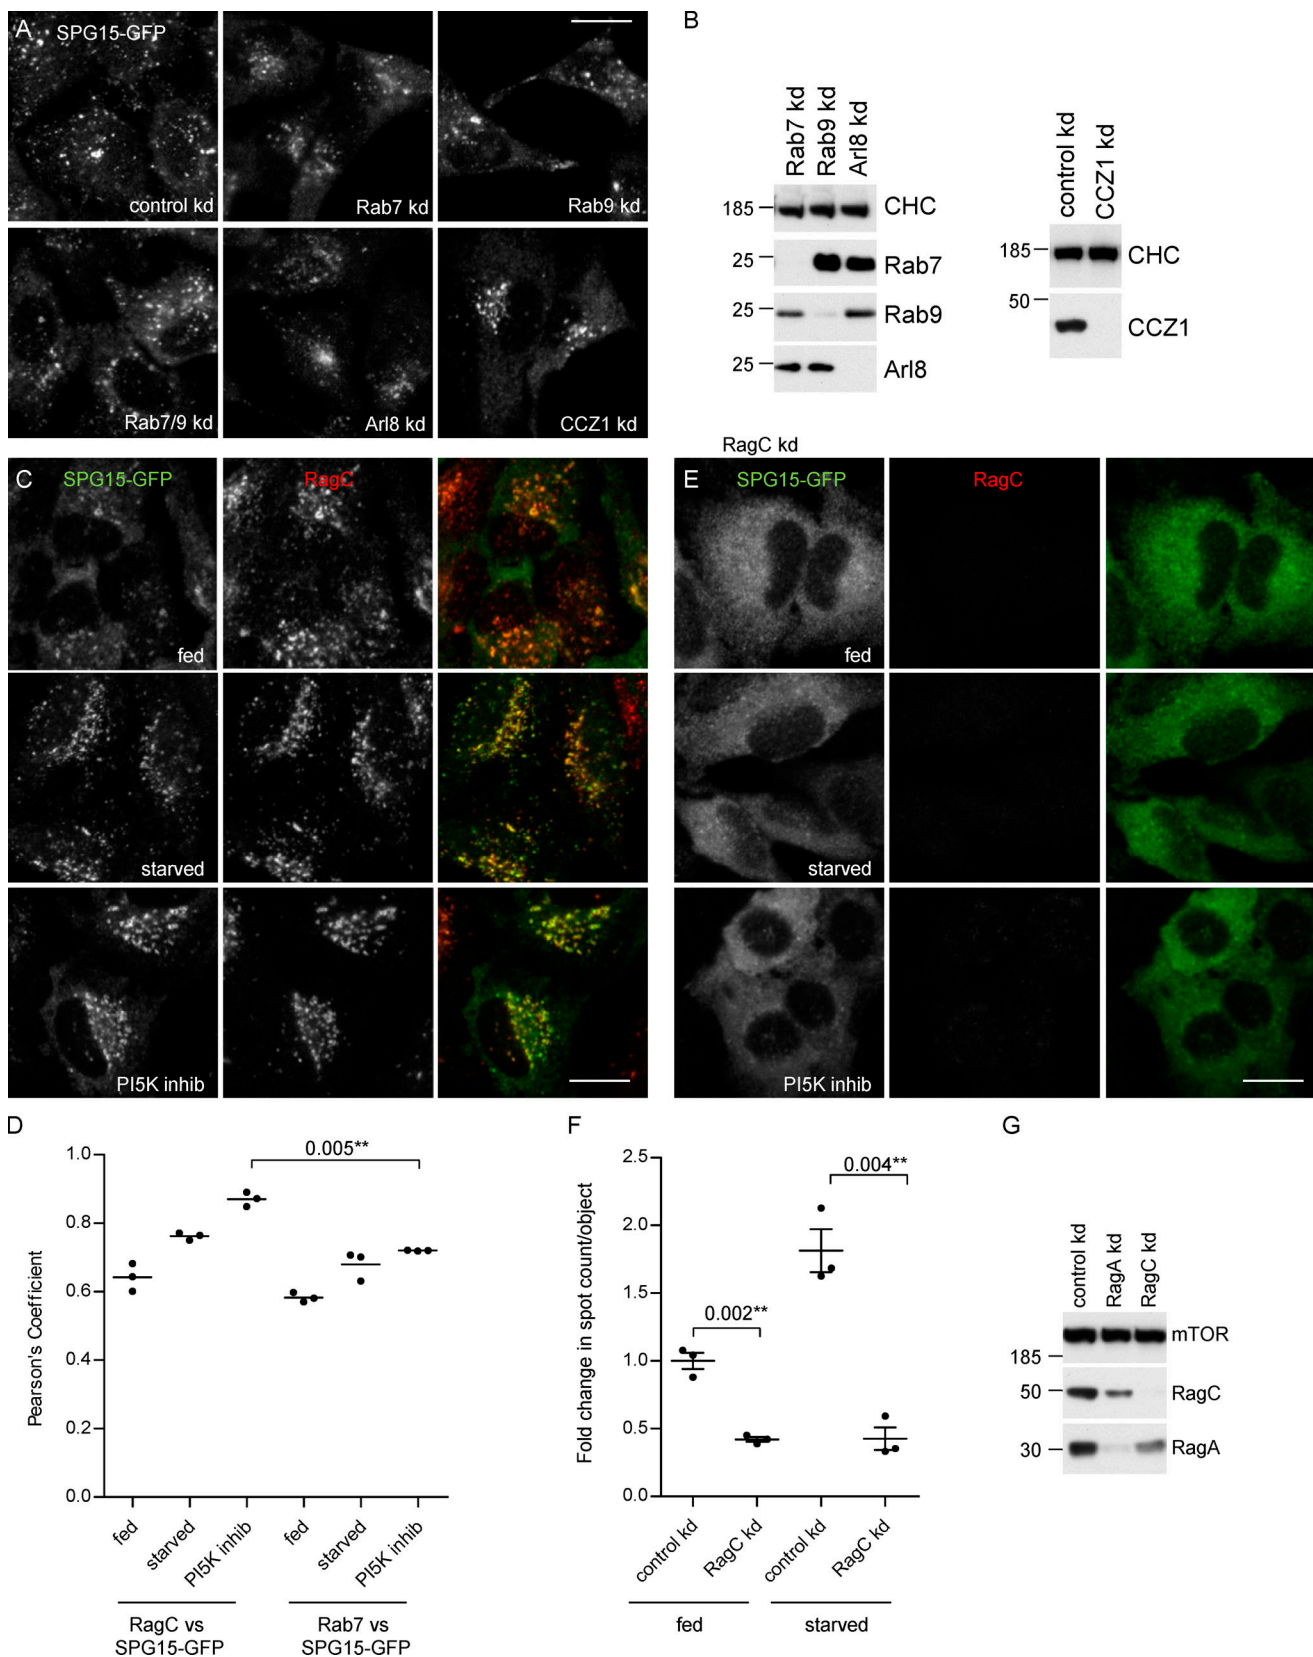 A
SPG15-GFP
control kd
Rab7 kd
Rab9 kd
Rab7/9 kd
Arl8 kd
CCZ1 kd
B
Rab7 kd
Rab9 kd
Arl8 kd
185
CHC
25
Rab7
25
Rab9
25
Arl8
control kd
CCZ1 kd
185
CHC
50
CCZ1
C
SPG15-GFP
RagC
fed
starved
PI5K inhib
RagC kd
E
SPG15-GFP
RagC
fed
starved
PI5K inhib
D
Pearson's Coefficient
1.0
0.8
0.6
0.4
0.2
0.0
0.005**
fed
starved
PI5K inhib
fed
starved
PI5K inhib
RagC vs
SPG15-GFP
Rab7 vs
SPG15-GFP
F
Fold change in spot count/object
2.5
2.0
1.5
1.0
0.5
0.0
0.002**
0.004**
control kd
RagC kd
control kd
RagC kd
fed
starved
G
control kd
RagA kd
RagC kd
mTOR
185
50
RagC
30
RagA